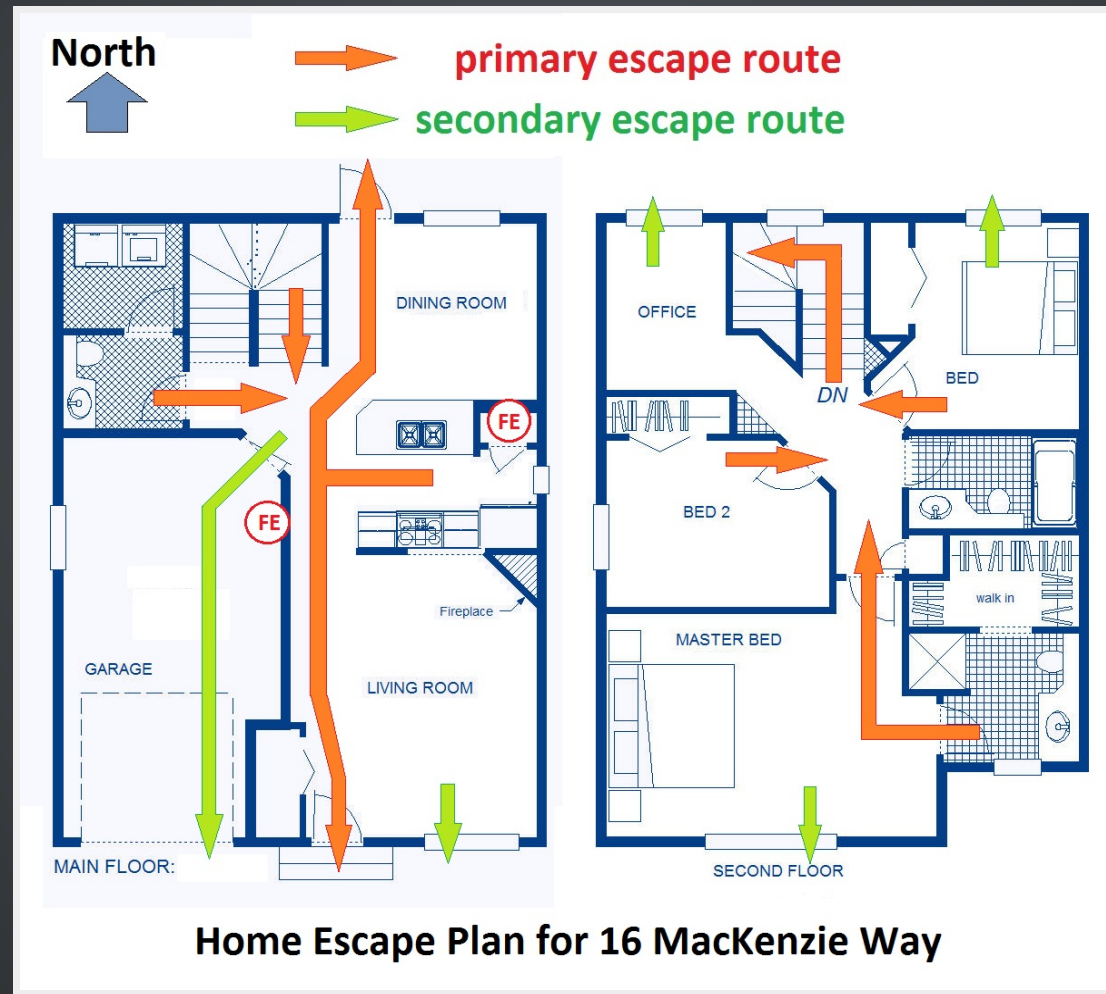 North
primary escape route
secondary escape route
DINING ROOM
FE
FE
Fireplace
GARAGE
LIVING ROOM
MAIN FLOOR:
OFFICE
DN
BED
BED 2
walk in
MASTER BED
SECOND FLOOR
Home Escape Plan for 16 MacKenzie Way